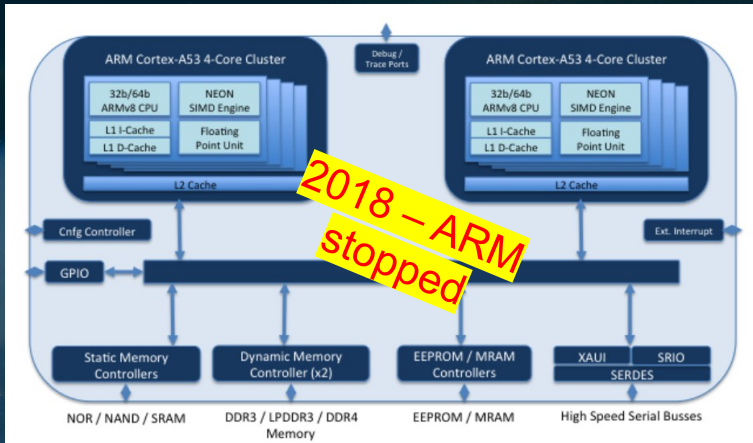 ARM Cortex-A53 4-Core Cluster
32b/64b
ARMv8 CPU
NEON
SIMD Engine
L1 I-Cache
L1 D-Cache
Floating
Point Unit
L2 Cache
Debug /
Trace Ports
ARM Cortex-A53 4-Core Cluster
32b/64b
ARMv8 CPU
NEON
SIMD Engine
L1 I-Cache
L1 D-Cache
Floating
Point Unit
L2 Cache
2018 – ARM
stopped
Cnfg Controller
Ext. Interrupt
GPIO
Static Memory
Controllers
Dynamic Memory
Controller (x2)
EEPROM / MRAM
Controllers
XAUI
SRIO
SERDES
NOR / NAND / SRAM
DDR3 / LPDDR3 / DDR4
Memory
EEPROM / MRAM
High Speed Serial Busses